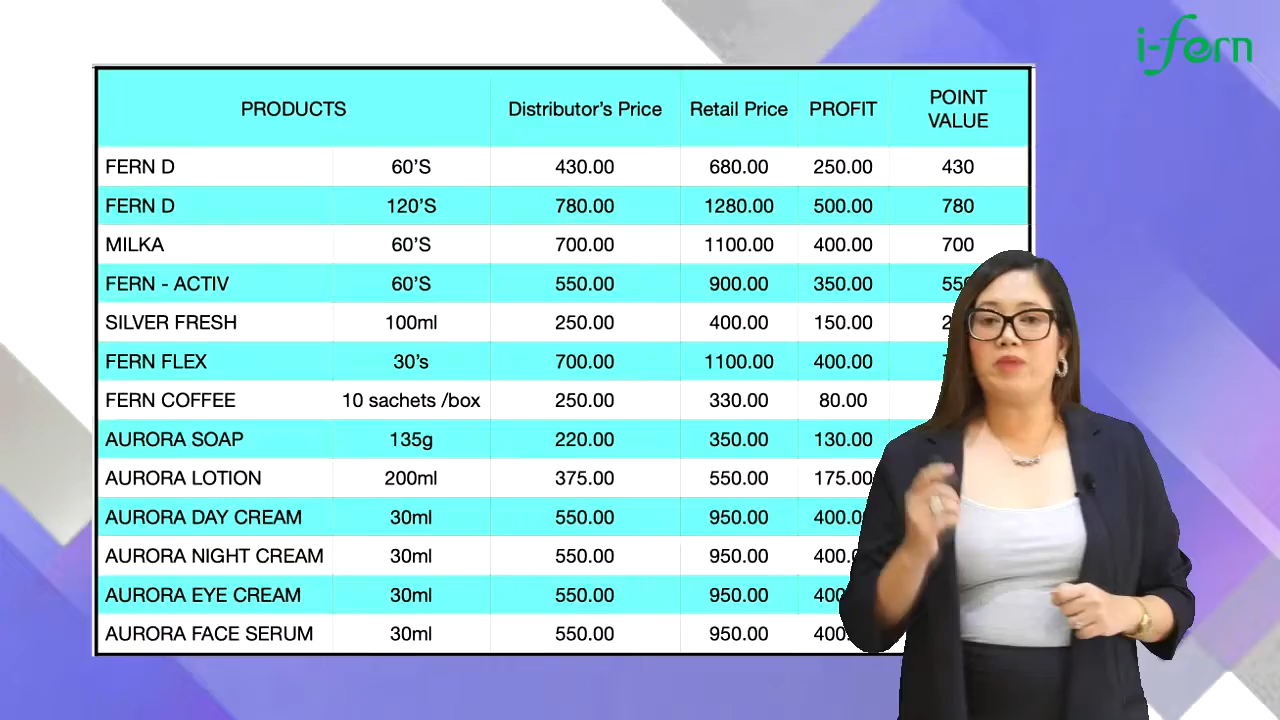 i-fern
PRODUCTS Distributor’s Price Retail Price PROFIT POINT VALUE
FERN D 60’S 430.00 680.00 250.00 430
FERN D 120’S 780.00 1280.00 500.00 780
MILKA 60’S 700.00 1100.00 400.00 700
FERN - ACTIV 60’S 550.00 900.00 350.00
SILVER FRESH 100ml 250.00 400.00 150.00
FERN FLEX 30’s 700.00 1100.00 400.00
FERN COFFEE 10 sachets /box 250.00 330.00 80.00
AURORA SOAP 135g 220.00 350.00 130.00
AURORA LOTION 200ml 375.00 550.00 175.00
AURORA DAY CREAM 30ml 550.00 950.00
AURORA NIGHT CREAM 30ml 550.00 950.00
AURORA EYE CREAM 30ml 550.00 950.00
AURORA FACE SERUM 30ml 550.00 950.00